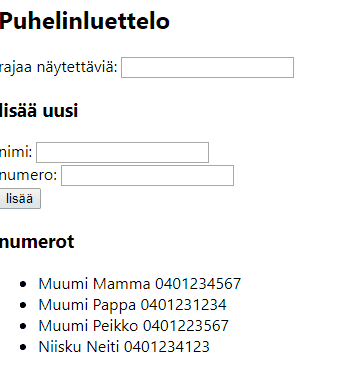 Puhelinluettelo
rajaa näytettäviä:
lisää uusi
nimi:
numero:
lisää
numerot
Muumi Mamma 0401234567
Muumi Pappa 0401231234
Muumi Peikko 0401223567
Niisku Neiti 0401234123